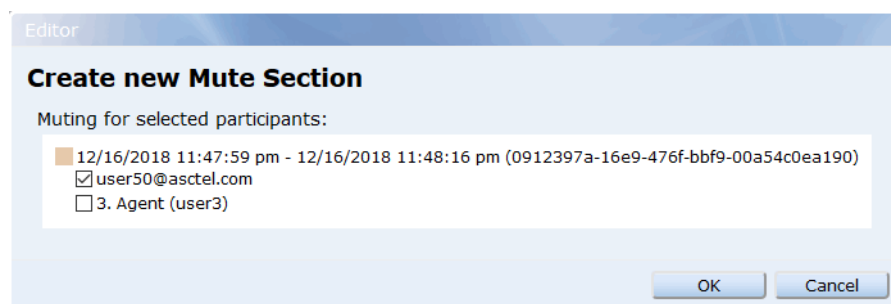 Editor
Create new Mute Section
Muting for selected participants:
12/16/2018 11:47:59 pm - 12/16/2018 11:48:16 pm (0912397a-16e9-476f-bbf9-00a54c0ea190)
user50@asctel.com
3. Agent (user3)
OK Cancel